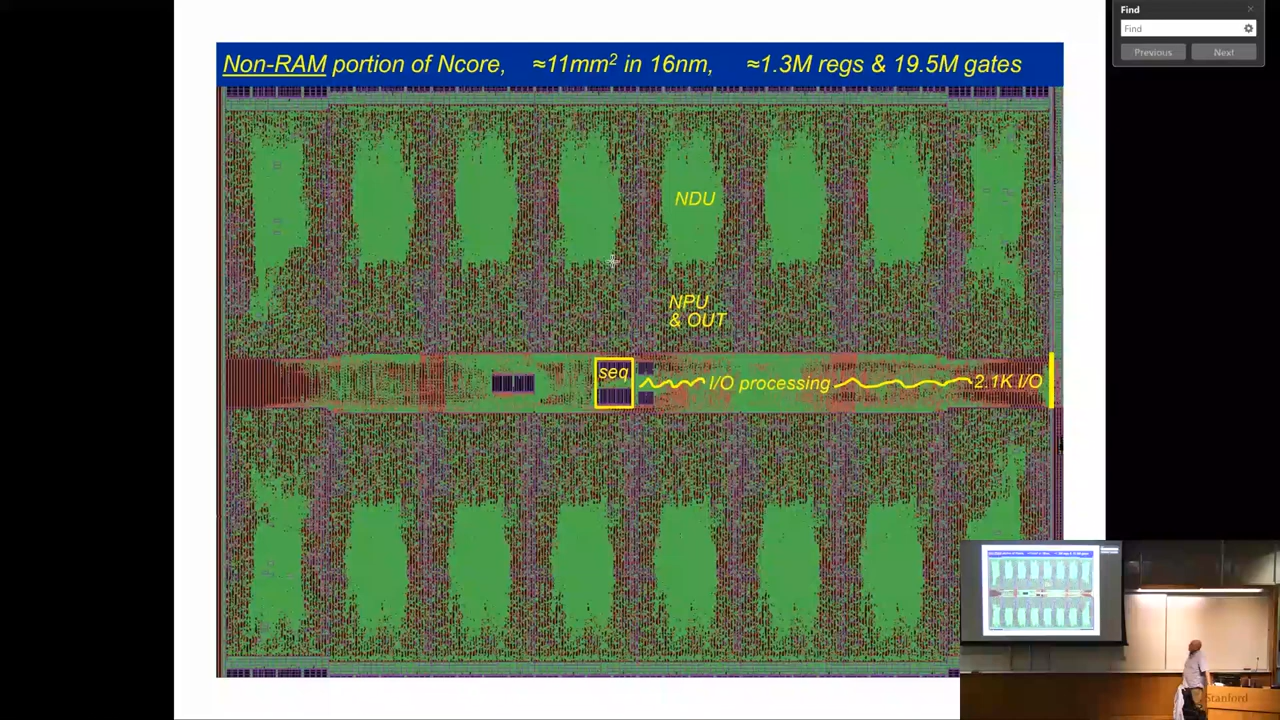 Find
Find
Previous Next
Non-RAM portion of Ncore, ≈11mm² in 16nm, ≈1.3M regs & 19.5M gates
NDU
NPU
& OUT
seq
I/O processing
2.1K I/O
Stanford